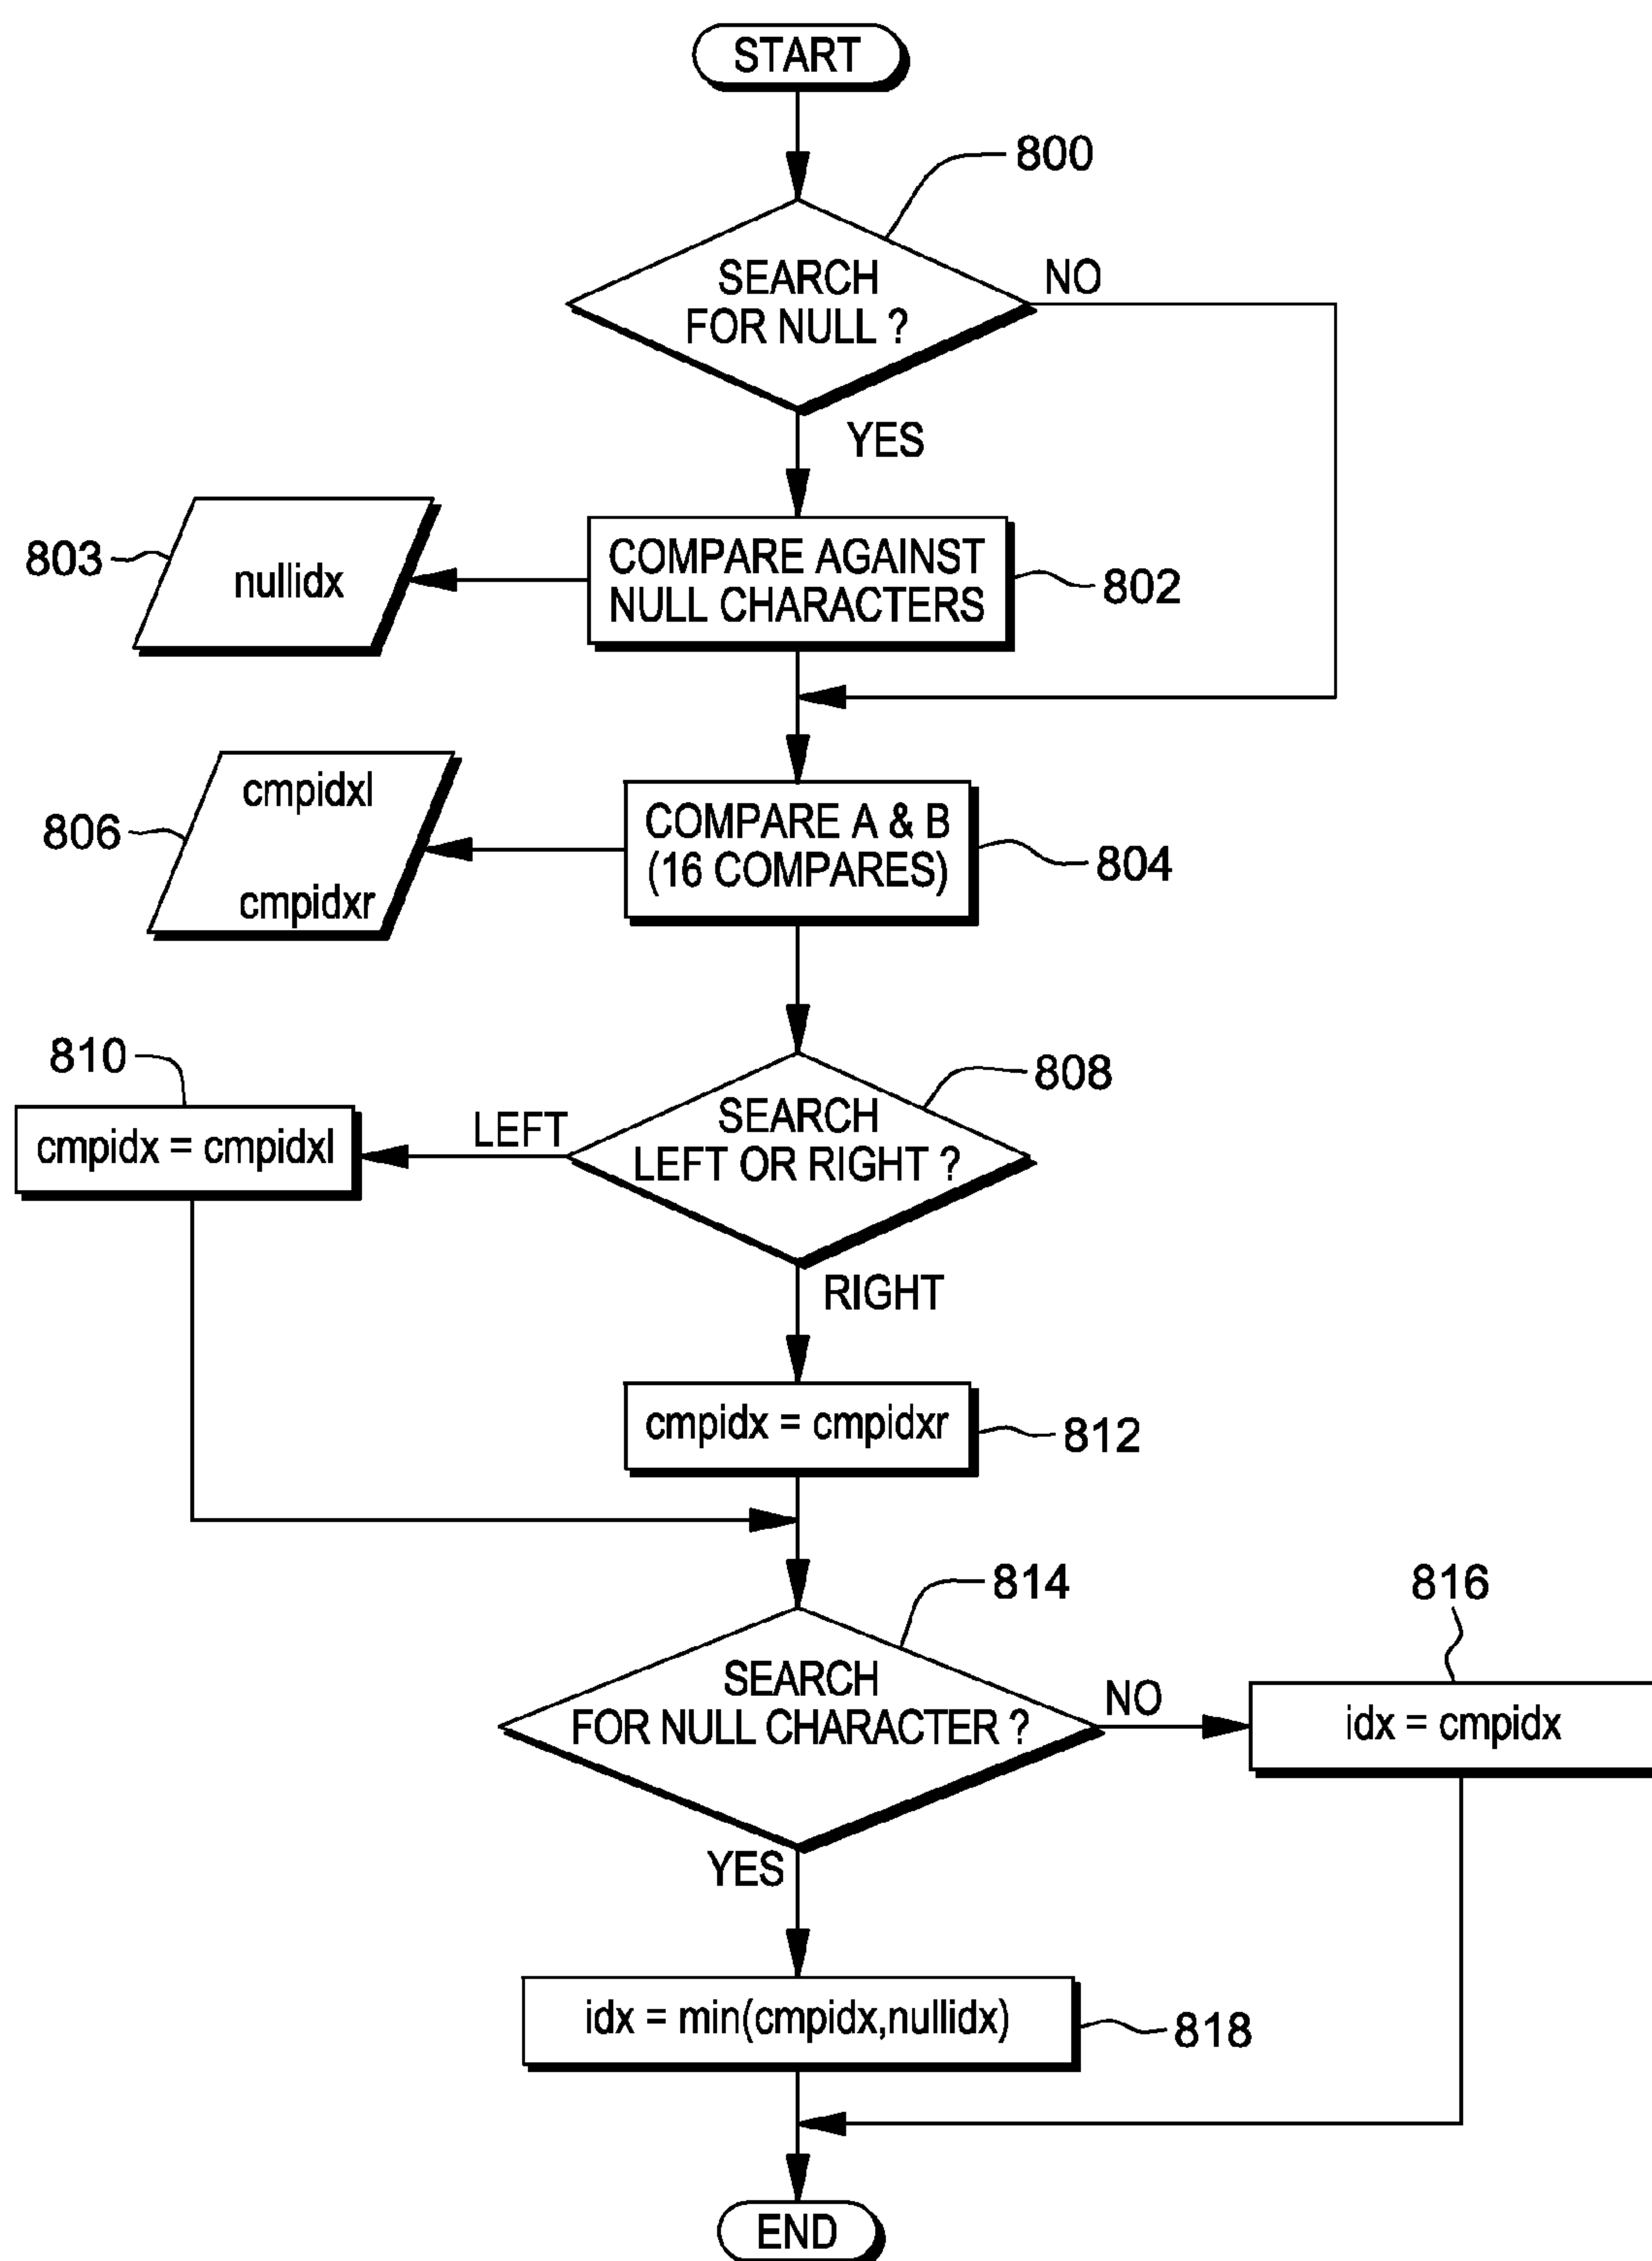 START
800
SEARCH
FOR NULL ?
NO
YES
803
nullidx
COMPARE AGAINST
NULL CHARACTERS
802
806
cmpidxl
cmpidxr
COMPARE A & B
(16 COMPARES)
804
810
cmpidx = cmpidxl
LEFT
SEARCH
LEFT OR RIGHT ?
808
RIGHT
cmpidx = cmpidxr
812
814
SEARCH
FOR NULL CHARACTER ?
NO
816
idx = cmpidx
YES
idx = min(cmpidx,nullidx)
818
END